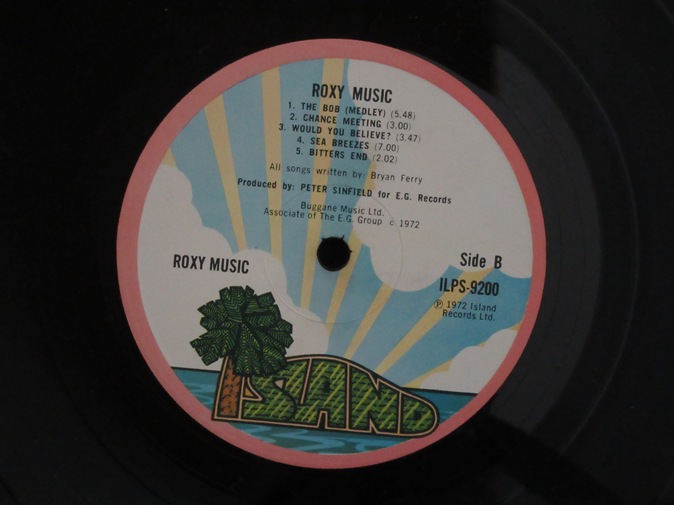 ROXY MUSIC
1. THE BOB (MEDLEY) (5.48)
2. CHANCE MEETING (3.00)
3. WOULD YOU BELIEVE? (3.47)
4. SEA BREEZES (7.00)
5. BITTERS END (2.02)
All songs written by: Bryan Ferry
Produced by: PETER SINFIELD for E.G. Records
Buggane Music Ltd.
Associate of The E.G. Group c 1972
ROXY MUSIC
Side B
ILPS-9200
Ⓟ 1972 Island
Records Ltd.
ISLAND